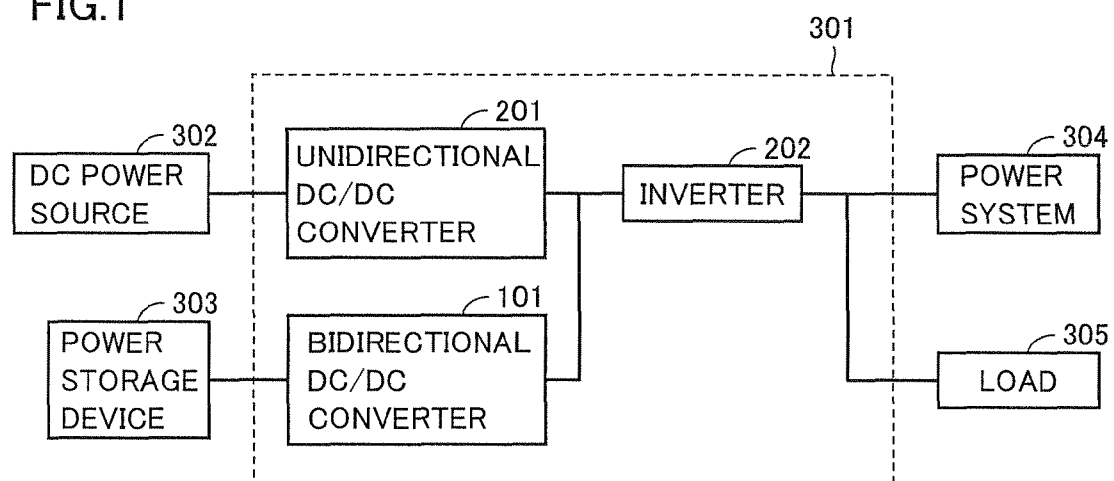 FIG.1
301
302
DC POWER
SOURCE
201
UNIDIRECTIONAL
DC/DC
CONVERTER
202
INVERTER
304
POWER
SYSTEM
303
POWER
STORAGE
DEVICE
101
BIDIRECTIONAL
DC/DC
CONVERTER
305
LOAD